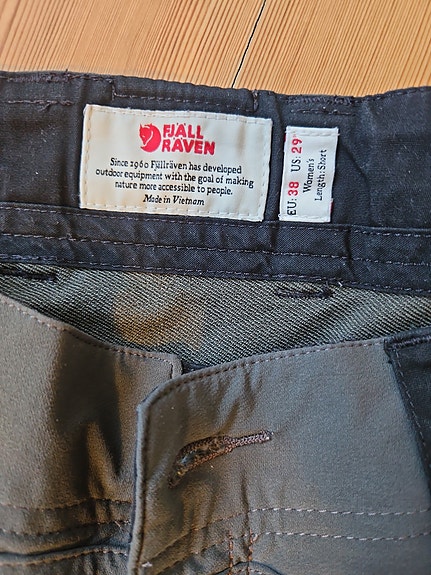 FJÄLL
RÄVEN
Since 1960 Fjällräven has developed
outdoor equipment with the goal of making
nature more accessible to people.
Made in Vietnam
EU: 38 US: 29"
Women's
Length: Short